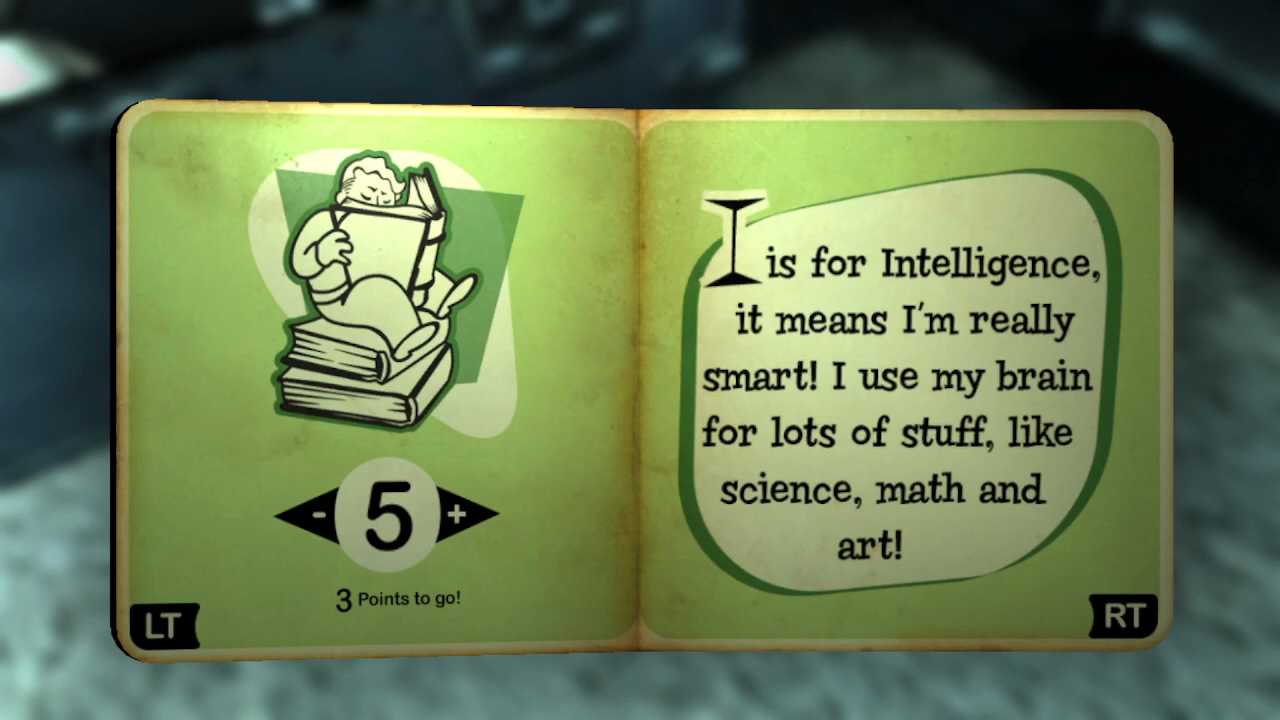 - 5 +
3 Points to go!
LT
I is for Intelligence,
it means I'm really
smart! I use my brain
for lots of stuff, like
science, math and
art!
RT